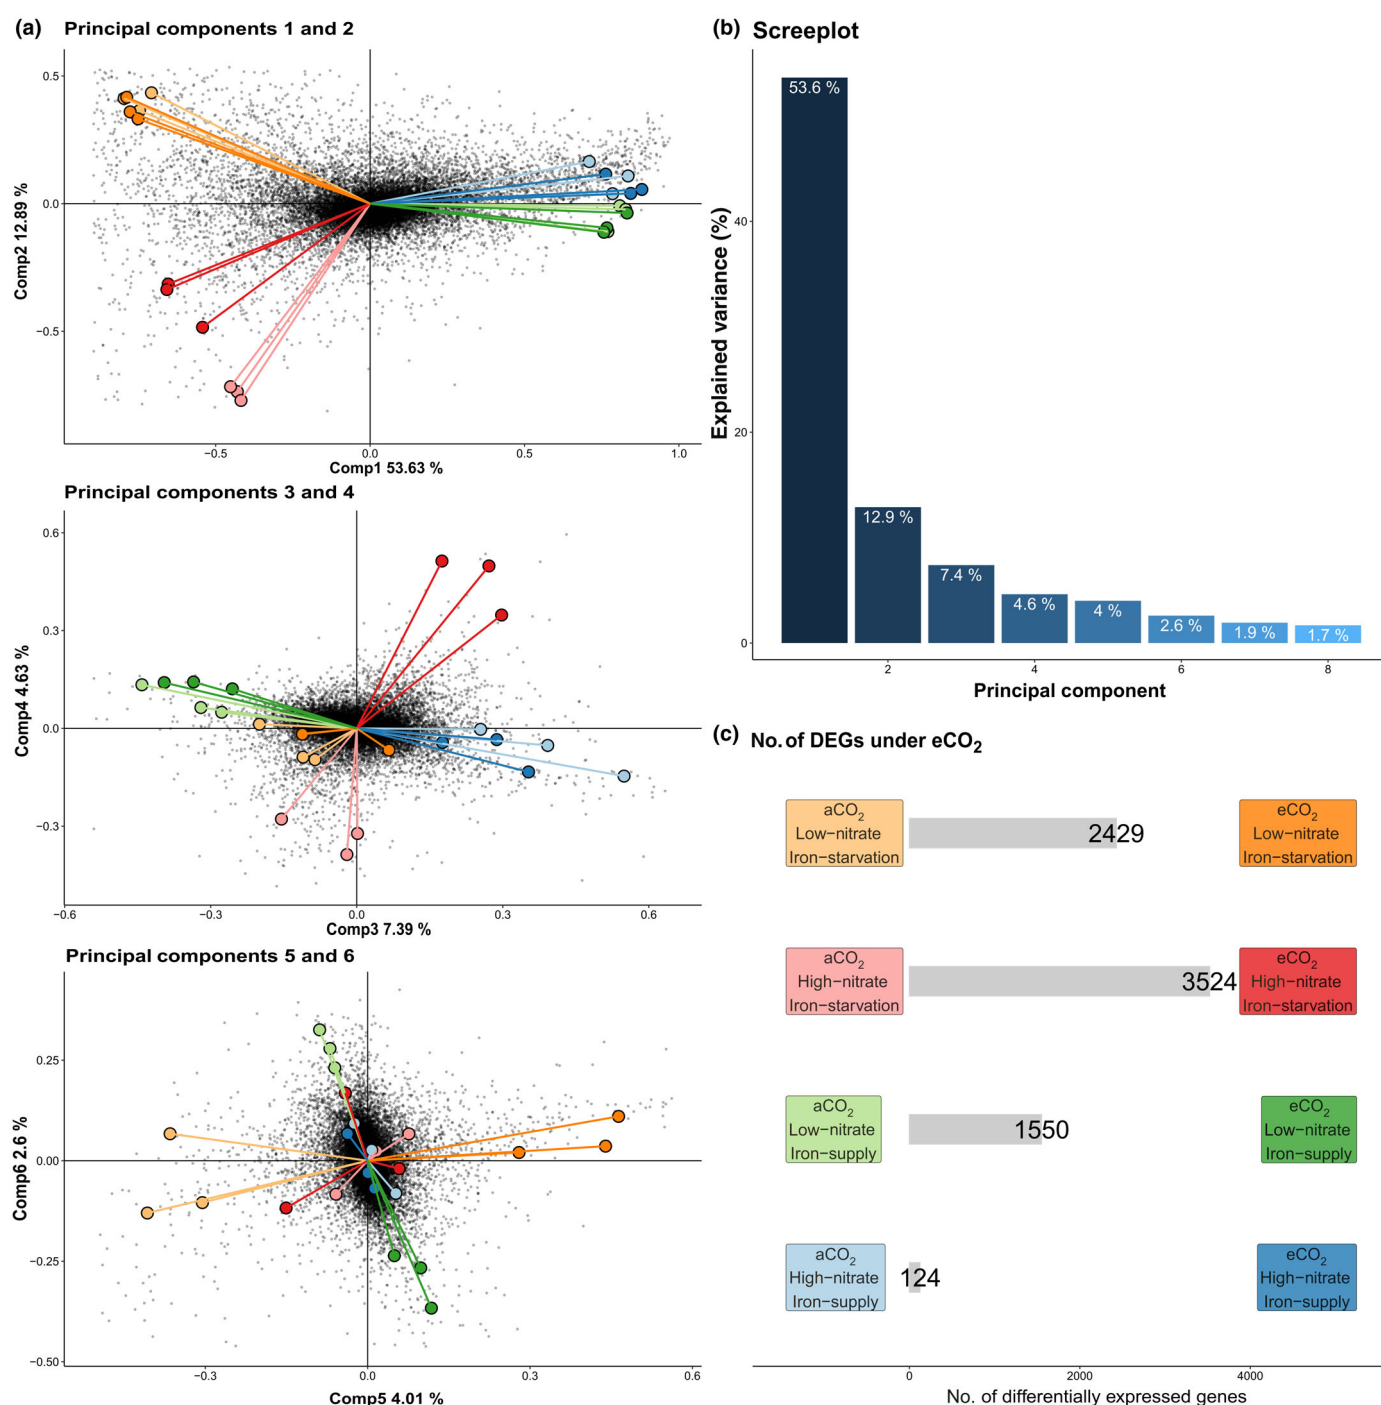 (a) Principal components 1 and 2
0.5
0.0
−0.5
Comp2 12.89 %
−0.5
0.0
0.5
1.0
Comp1 53.63 %
Principal components 3 and 4
0.6
0.3
0.0
−0.3
Comp4 4.63 %
−0.6
−0.3
0.0
0.3
0.6
Comp3 7.39 %
Principal components 5 and 6
0.25
0.00
−0.25
−0.50
Comp6 2.6 %
−0.3
0.0
0.3
0.6
Comp5 4.01 %
(b) Screeplot
53.6 %
12.9 %
7.4 %
4.6 %
4 %
2.6 %
1.9 %
1.7 %
40
20
0
Explained variance (%)
2
4
6
8
Principal component
(c) No. of DEGs under eCO2
aCO2
Low−nitrate
Iron−starvation
2429
eCO2
Low−nitrate
Iron−starvation
aCO2
High−nitrate
Iron−starvation
3524
eCO2
High−nitrate
Iron−starvation
aCO2
Low−nitrate
Iron−supply
1550
eCO2
Low−nitrate
Iron−supply
aCO2
High−nitrate
Iron−supply
124
eCO2
High−nitrate
Iron−supply
0
2000
4000
No. of differentially expressed genes